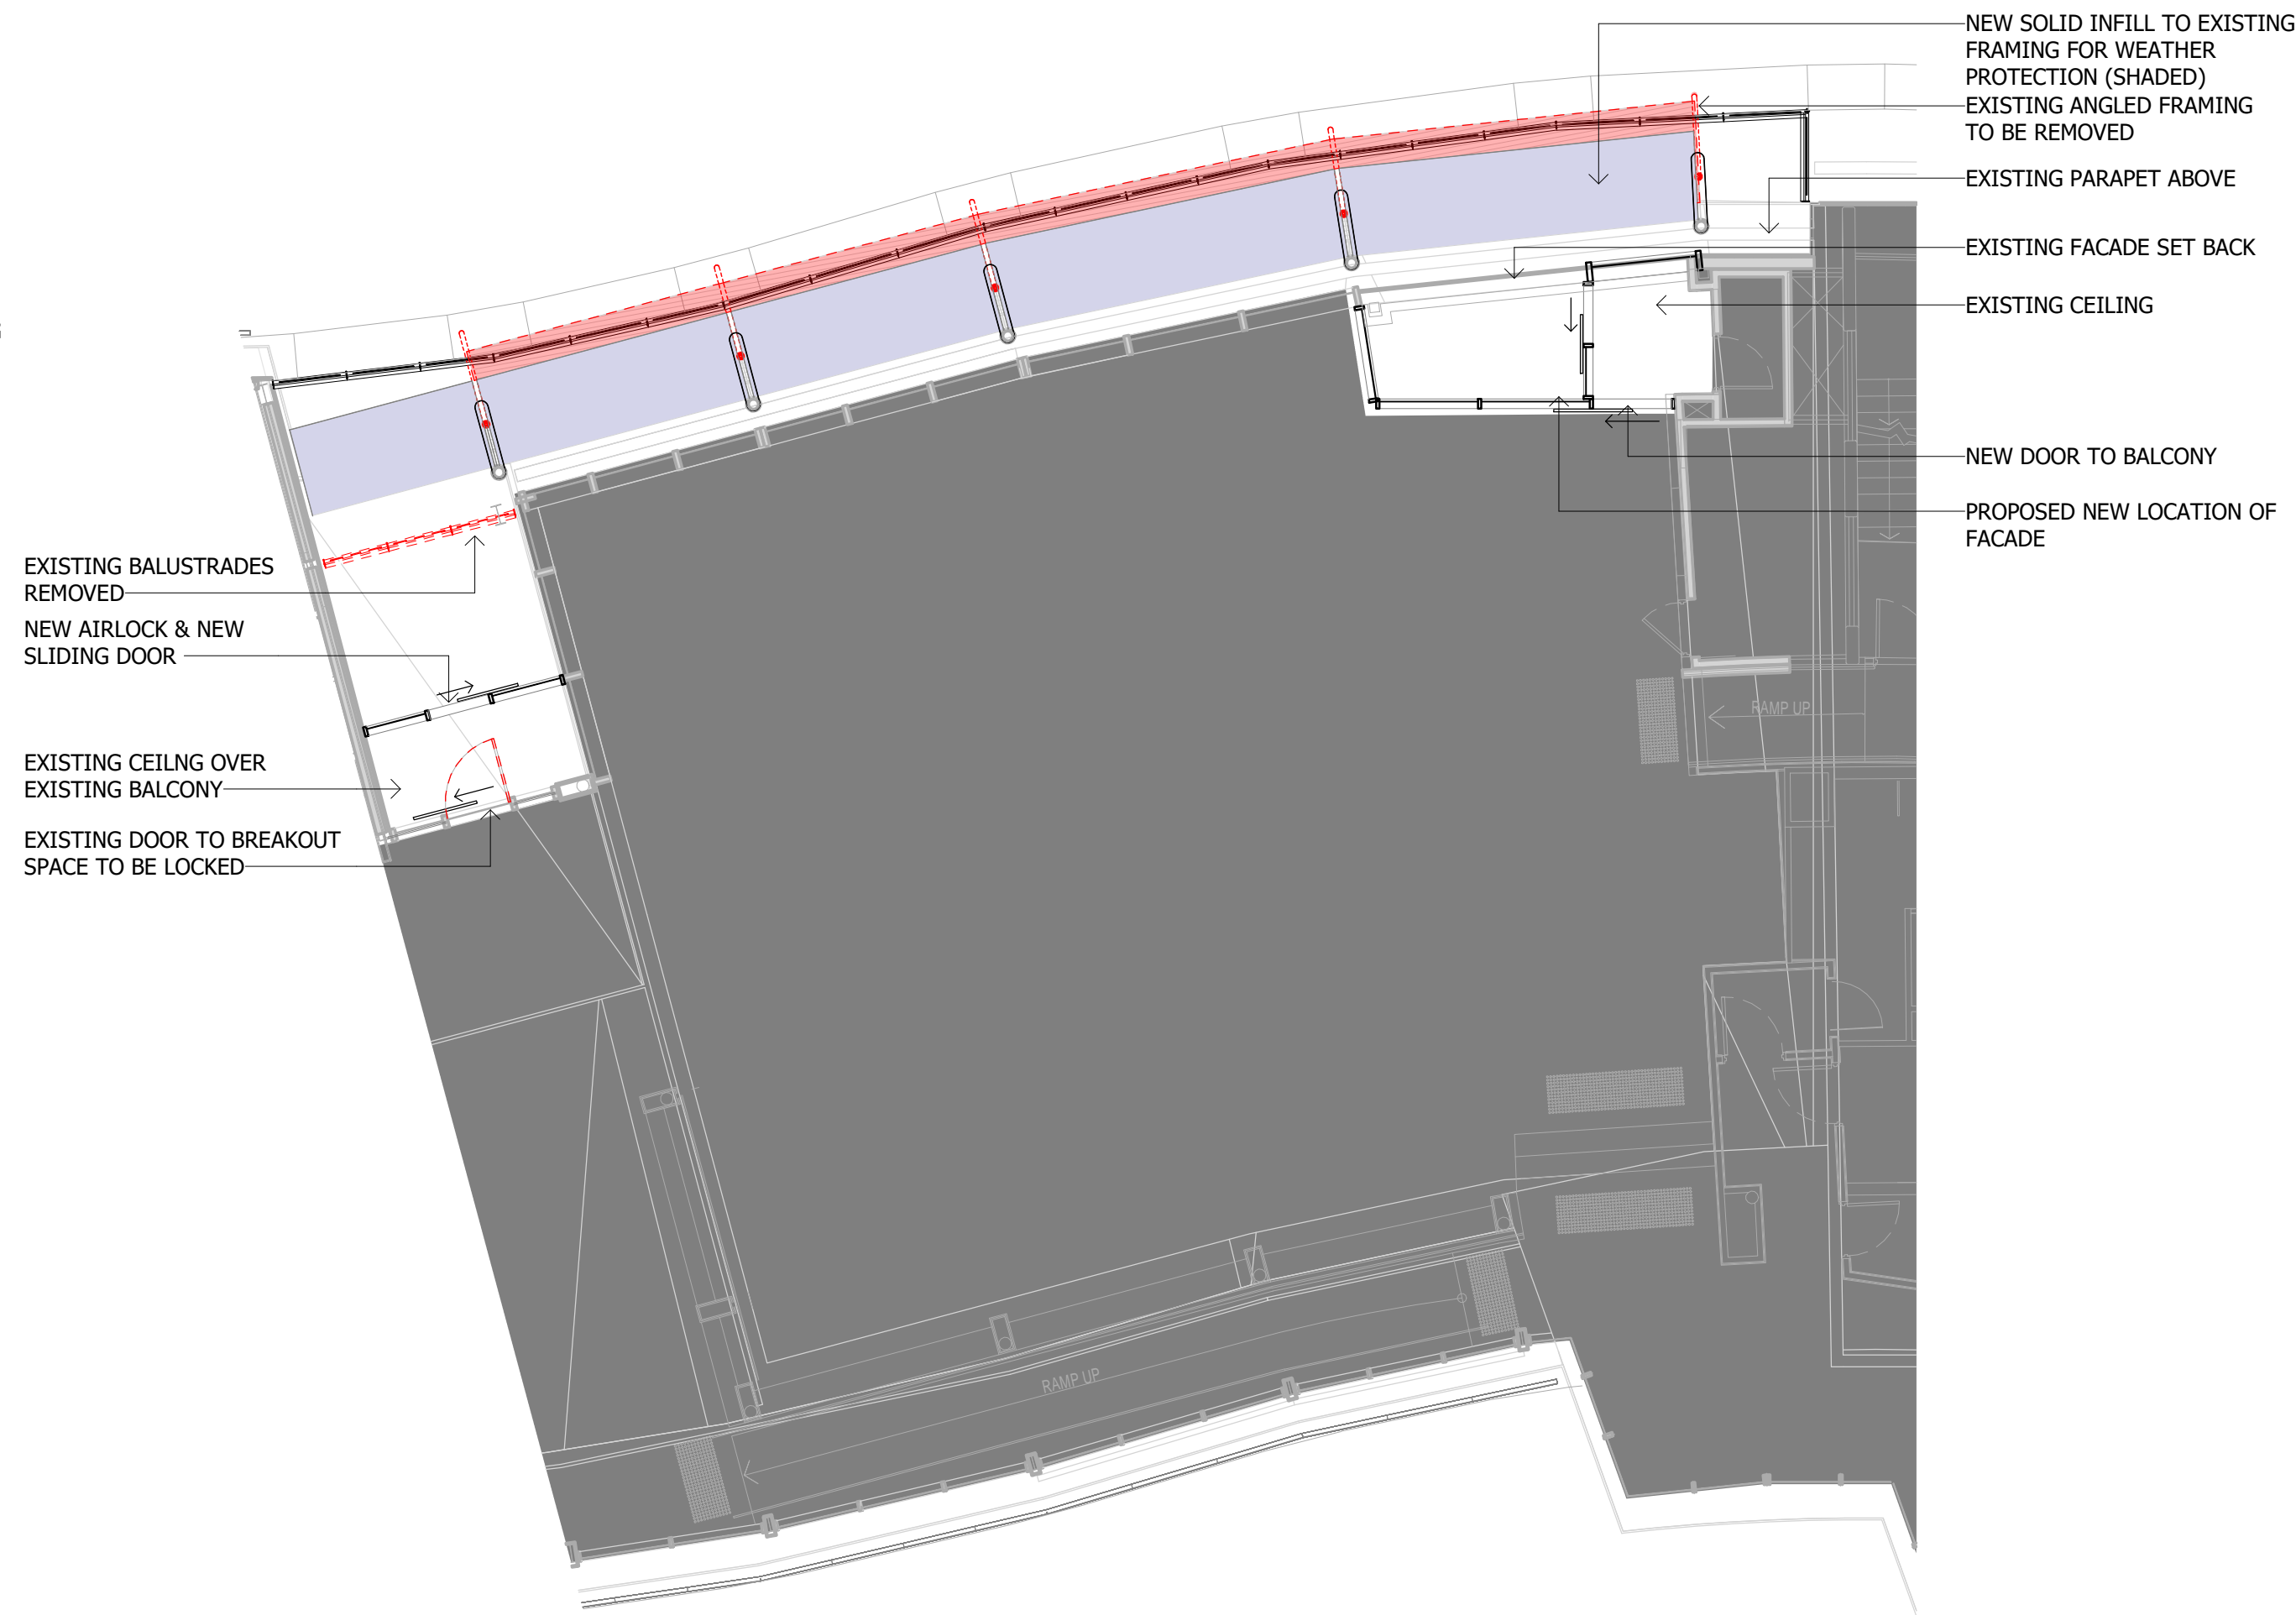 NEW SOLID INFILL TO EXISTING
FRAMING FOR WEATHER
PROTECTION (SHADED)
EXISTING ANGLED FRAMING
TO BE REMOVED
EXISTING PARAPET ABOVE
EXISTING FACADE SET BACK
EXISTING CEILING
NEW DOOR TO BALCONY
PROPOSED NEW LOCATION OF
FACADE
EXISTING BALUSTRADES
REMOVED
NEW AIRLOCK & NEW
SLIDING DOOR
EXISTING CEILNG OVER
EXISTING BALCONY
EXISTING DOOR TO BREAKOUT
SPACE TO BE LOCKED
RAMP UP
RAMP UP